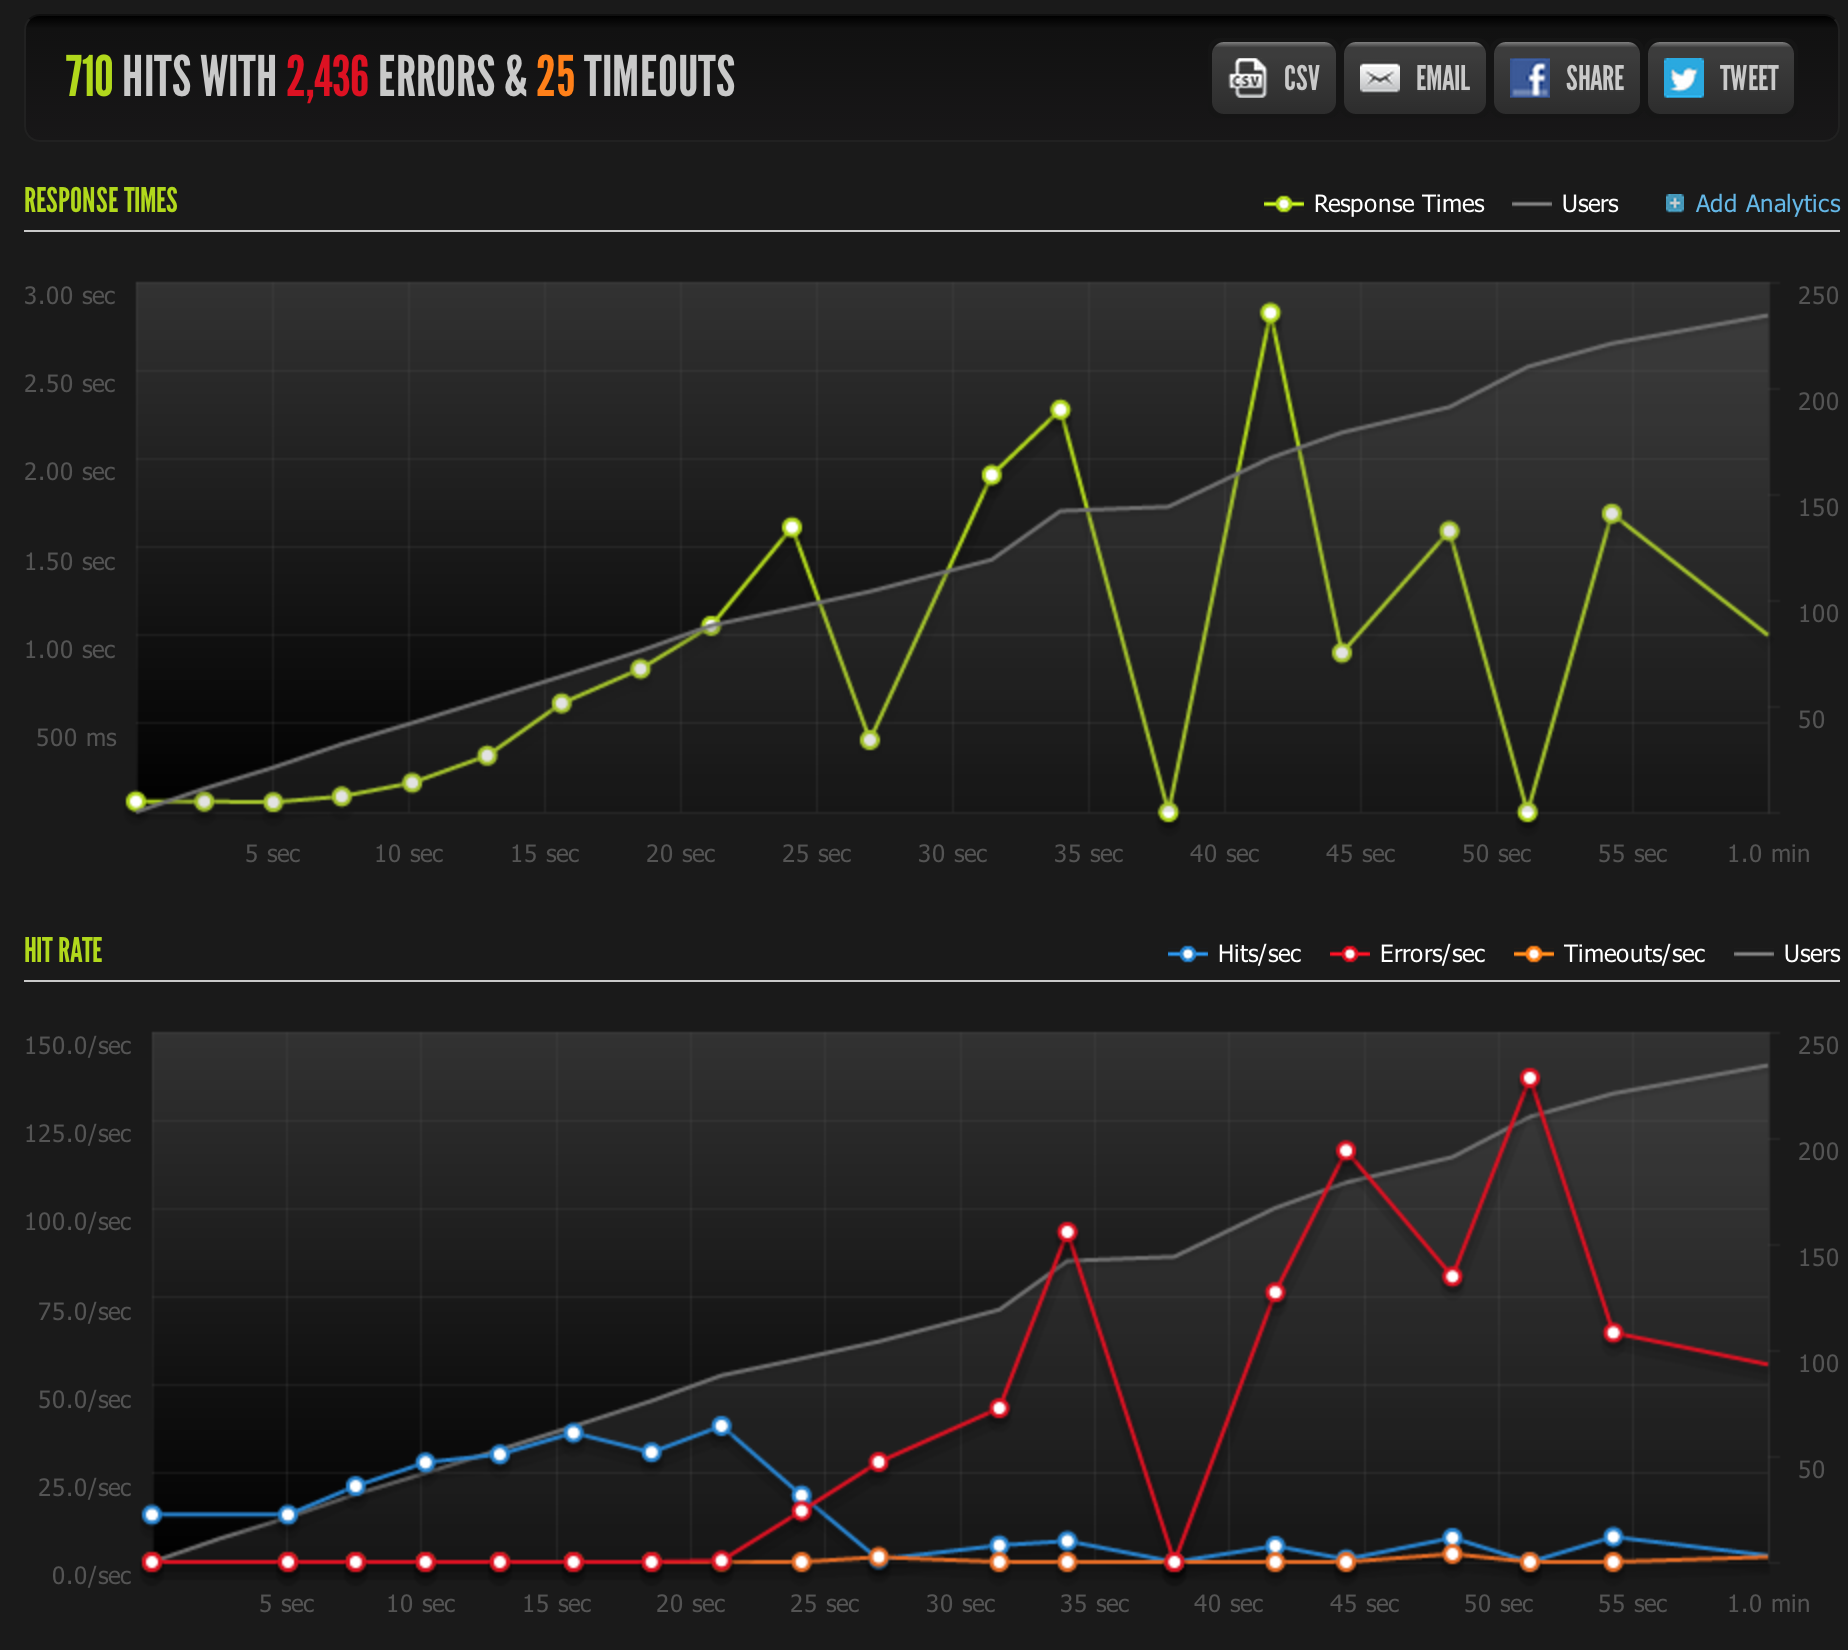 710 HITS WITH 2,436 ERRORS & 25 TIMEOUTS
CSV EMAIL SHARE TWEET
RESPONSE TIMES
Response Times Users Add Analytics
3.00 sec
2.50 sec
2.00 sec
1.50 sec
1.00 sec
500 ms
250
200
150
100
50
5 sec 10 sec 15 sec 20 sec 25 sec 30 sec 35 sec 40 sec 45 sec 50 sec 55 sec 1.0 min
HIT RATE
Hits/sec Errors/sec Timeouts/sec Users
150.0/sec
125.0/sec
100.0/sec
75.0/sec
50.0/sec
25.0/sec
0.0/sec
250
200
150
100
50
5 sec 10 sec 15 sec 20 sec 25 sec 30 sec 35 sec 40 sec 45 sec 50 sec 55 sec 1.0 min